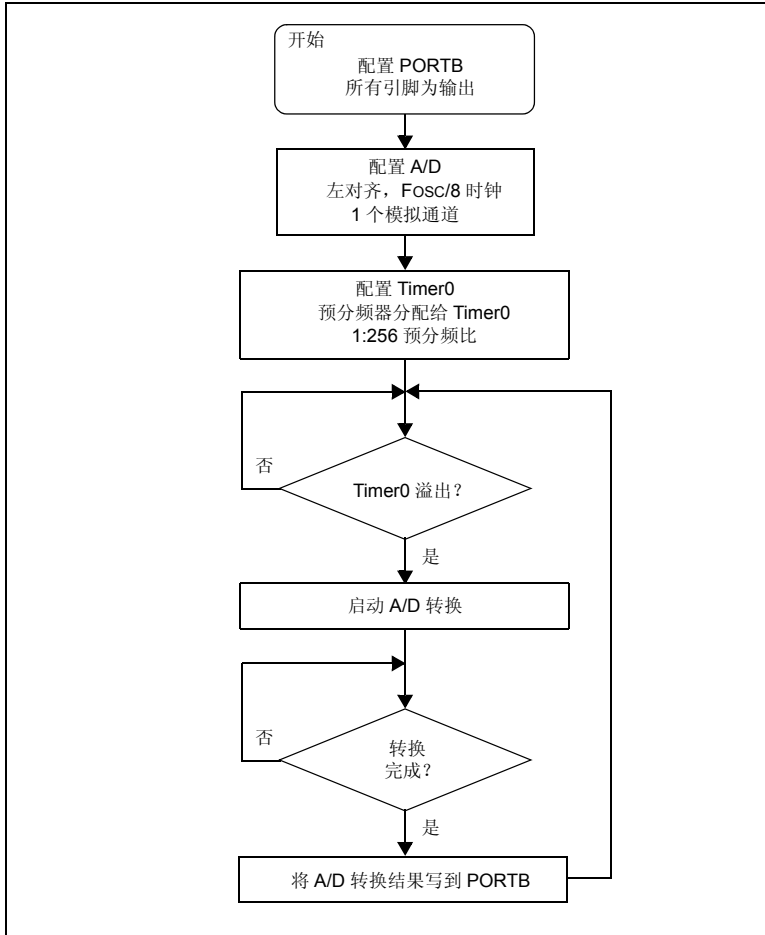 开始
配置 PORTB
所有引脚为输出
配置 A/D
左对齐，FOSC/8 时钟
1 个模拟通道
配置 Timer0
预分频器分配给 Timer0
1:256 预分频比
否
Timer0 溢出？
是
启动 A/D 转换
否
转换
完成？
是
将 A/D 转换结果写到 PORTB